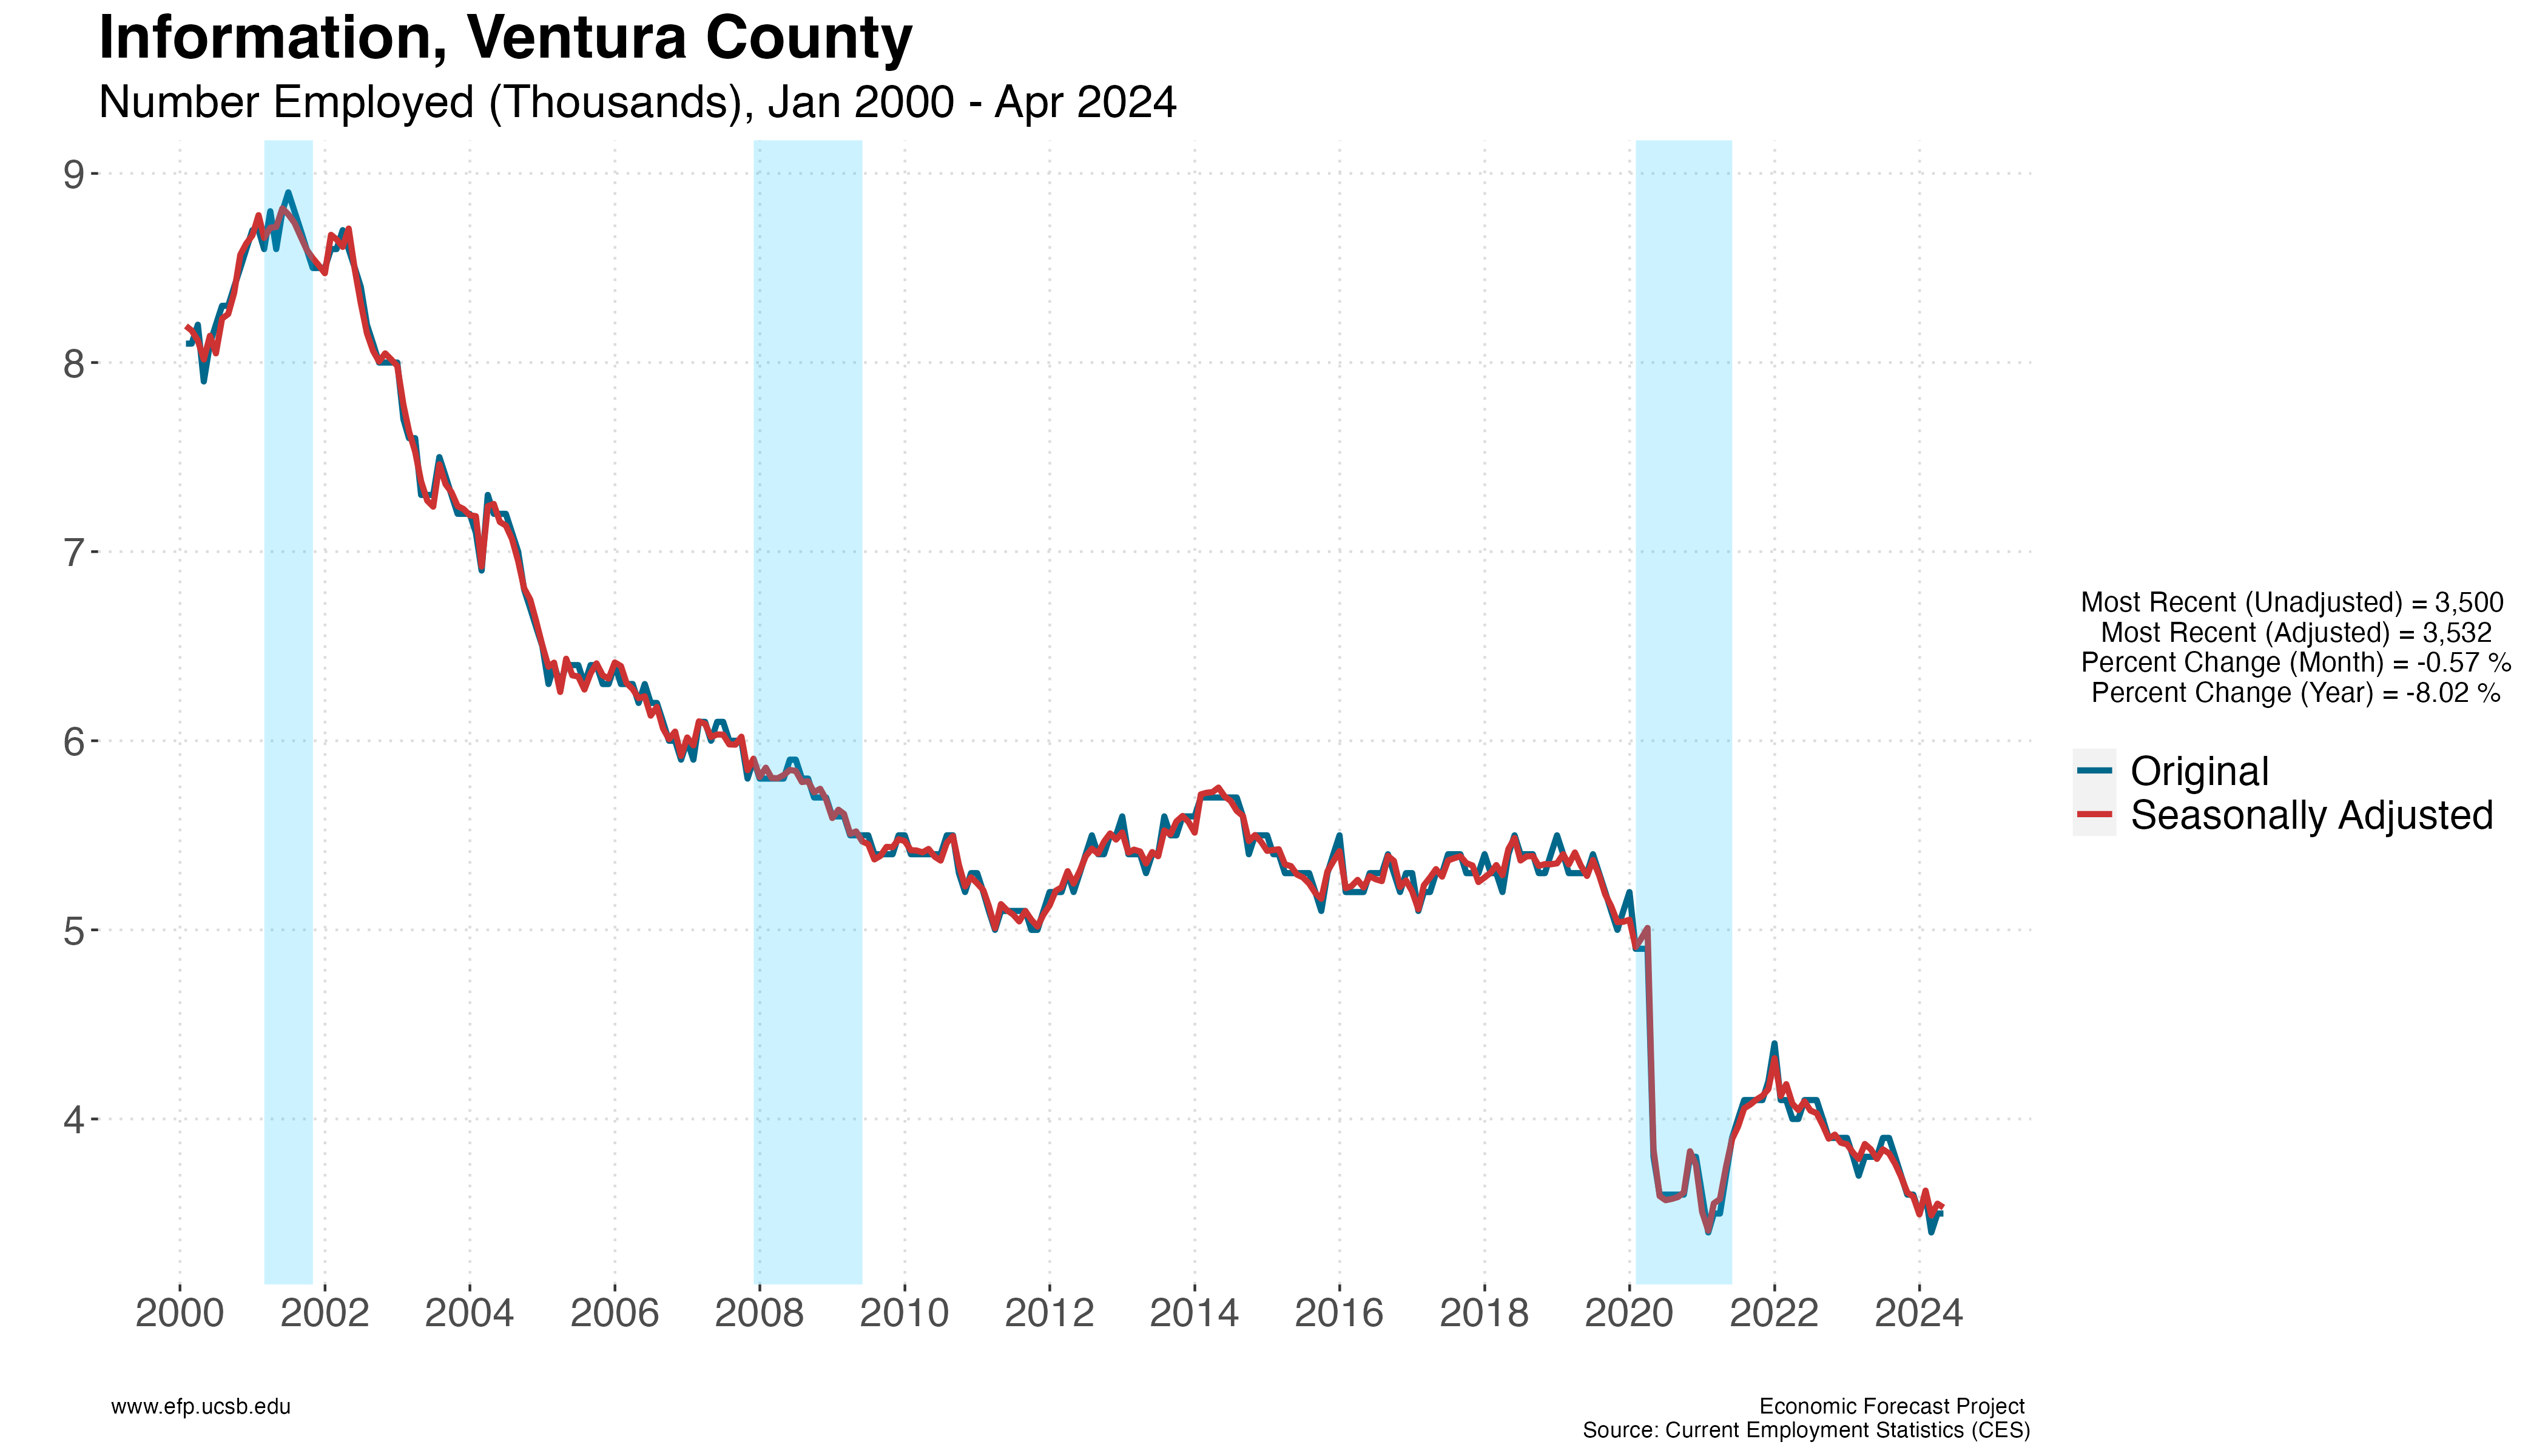 Information, Ventura County
Number Employed (Thousands), Jan 2000 - Apr 2024
9
8
7
6
5
4
2000 2002 2004 2006 2008 2010 2012 2014 2016 2018 2020 2022 2024
Most Recent (Unadjusted) = 3,500
Most Recent (Adjusted) = 3,532
Percent Change (Month) = -0.57 %
Percent Change (Year) = -8.02 %
Original
Seasonally Adjusted
www.efp.ucsb.edu
Economic Forecast Project
Source: Current Employment Statistics (CES)